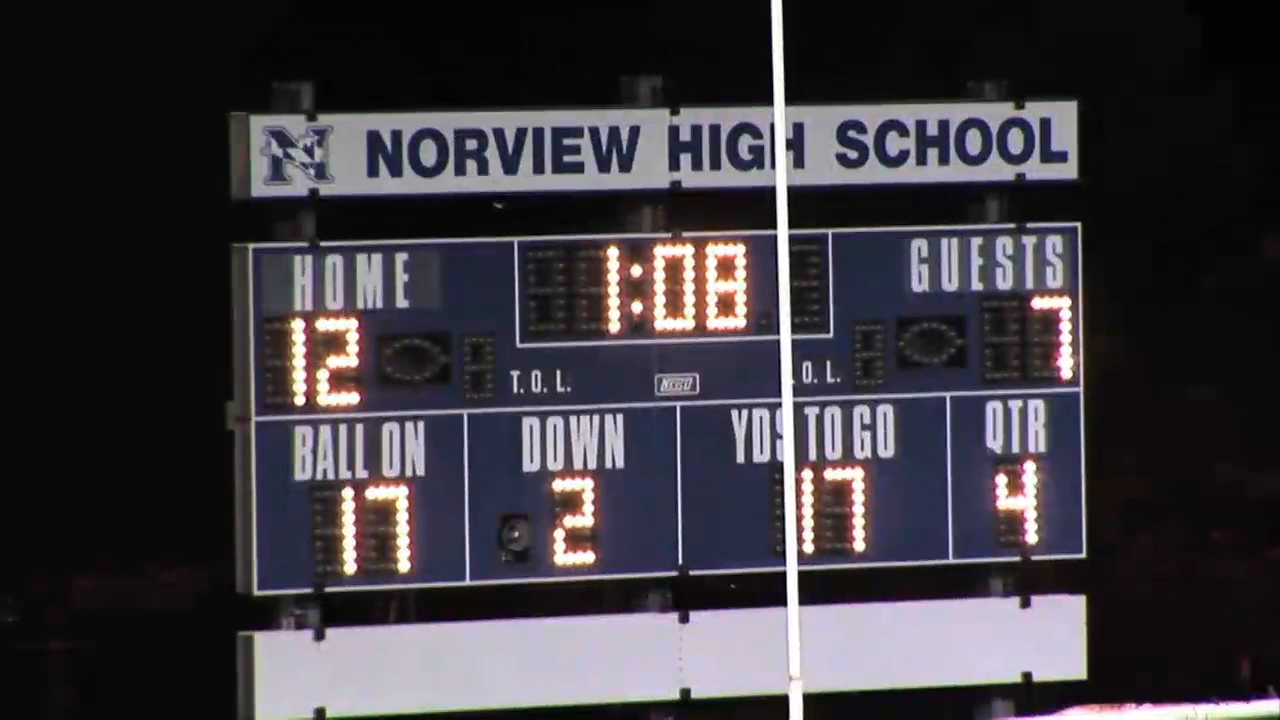 N NORVIEW HIGH SCHOOL
HOME 1:08 GUESTS
12 7
T.O.L. NEVCO .O.L.
BALL ON DOWN YDS TO GO QTR
17 2 17 4